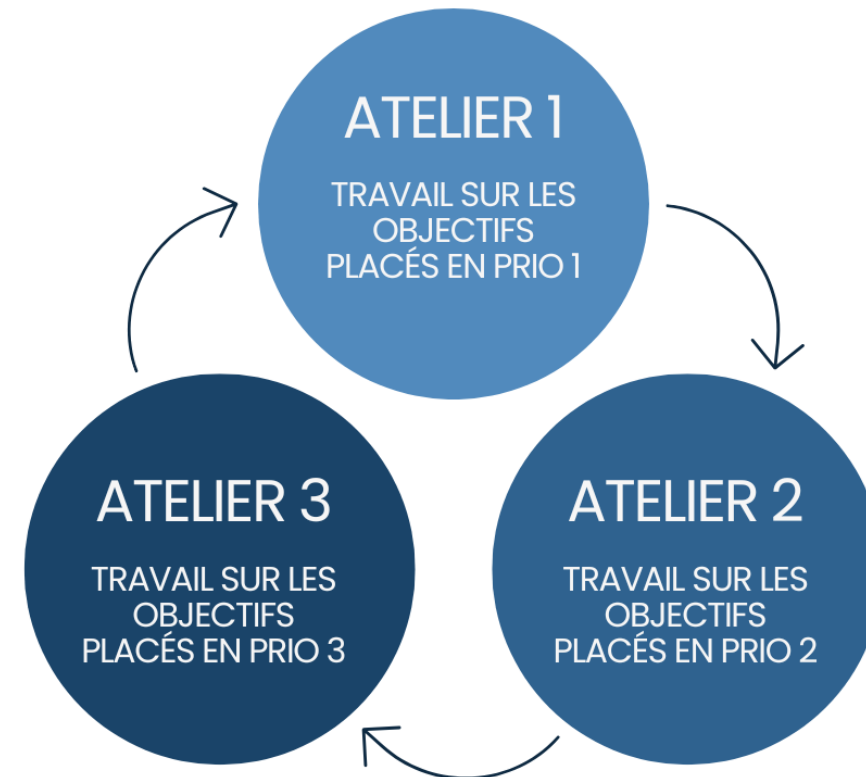 ATELIER 1
TRAVAIL SUR LES
OBJECTIFS
PLACÉS EN PRIO 1
ATELIER 2
TRAVAIL SUR LES
OBJECTIFS
PLACÉS EN PRIO 2
ATELIER 3
TRAVAIL SUR LES
OBJECTIFS
PLACÉS EN PRIO 3